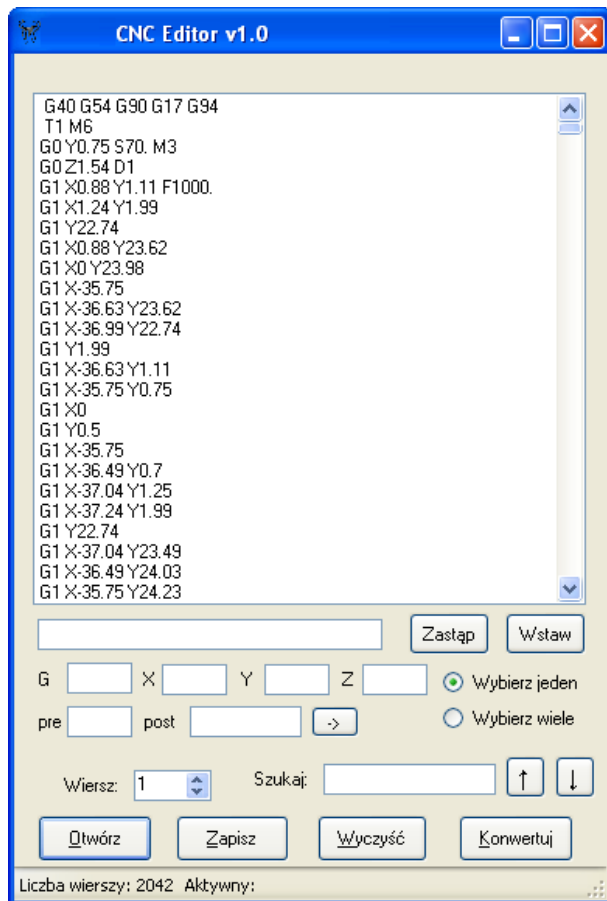 CNC Editor v1.0
G40 G54 G90 G17 G94
T1 M6
G0 Y0.75 S70. M3
G0 Z1.54 D1
G1 X0.88 Y1.11 F1000.
G1 X1.24 Y1.99
G1 Y22.74
G1 X0.88 Y23.62
G1 X0 Y23.98
G1 X-35.75
G1 X-36.63 Y23.62
G1 X-36.99 Y22.74
G1 Y1.99
G1 X-36.63 Y1.11
G1 X-35.75 Y0.75
G1 X0
G1 Y0.5
G1 X-35.75
G1 X-36.49 Y0.7
G1 X-37.04 Y1.25
G1 X-37.24 Y1.99
G1 Y22.74
G1 X-37.04 Y23.49
G1 X-36.49 Y24.03
G1 X-35.75 Y24.23
Zastąp Wstaw
G X Y Z Wybierz jeden
pre post -> Wybierz wiele
Wiersz: 1 Szukaj: ↑ ↓
Otwórz Zapisz Wyczyść Konwertuj
Liczba wierszy: 2042 Aktywny: